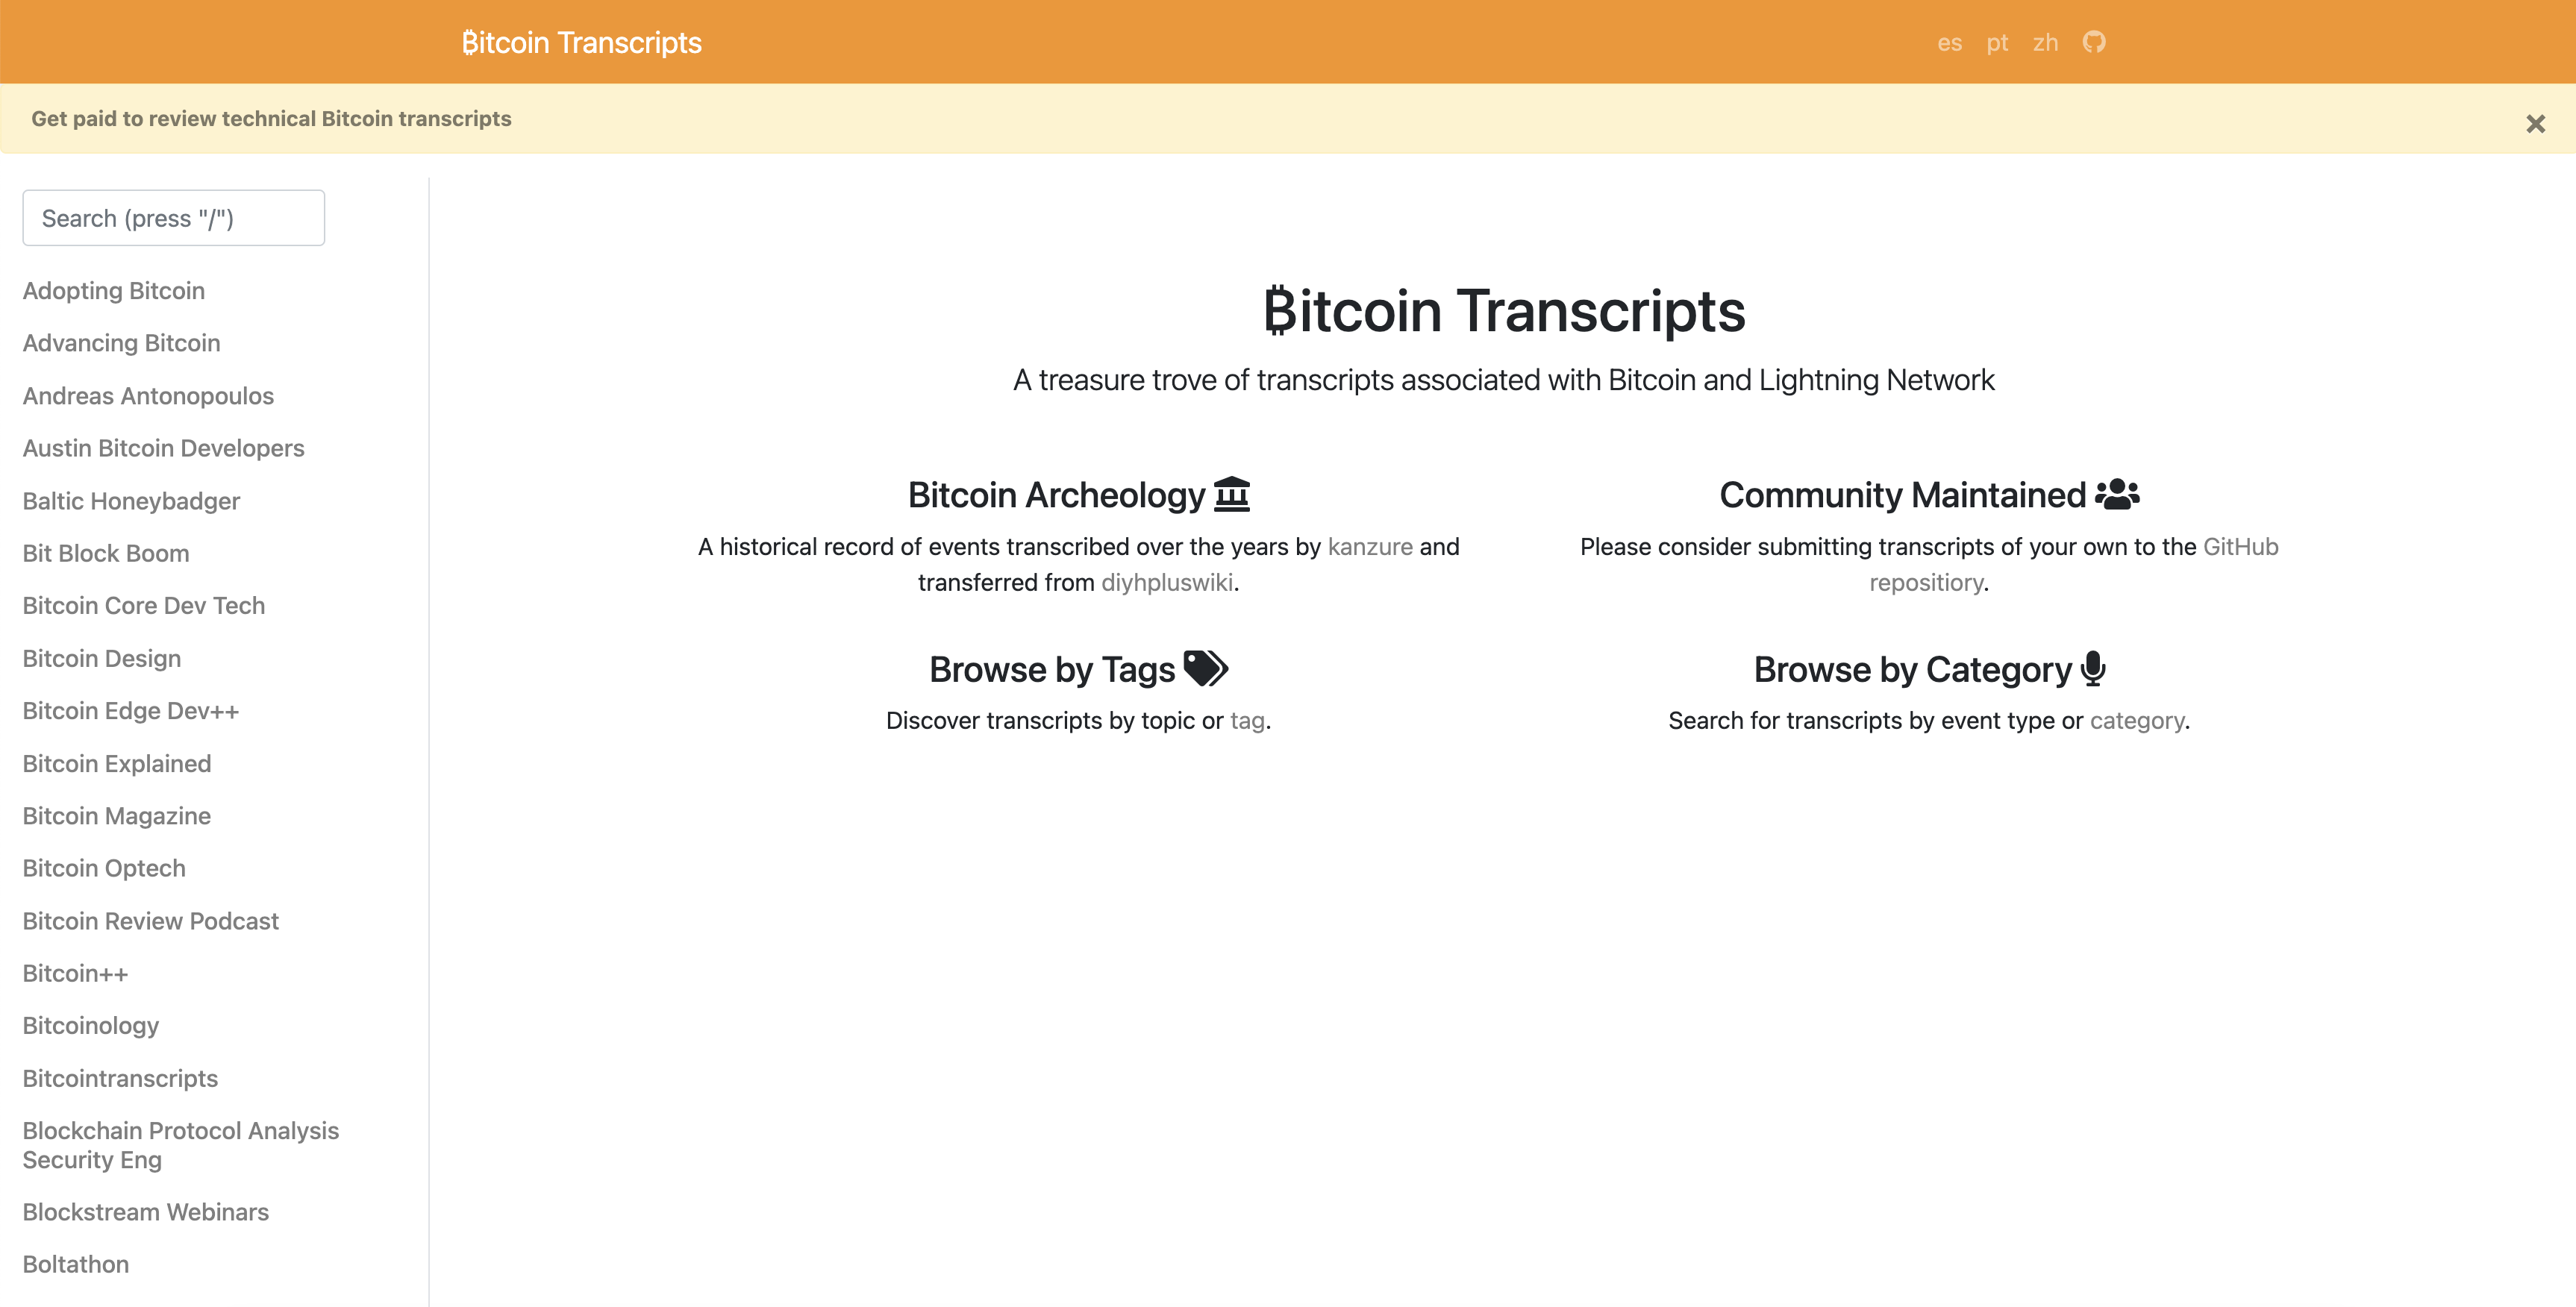 ₿itcoin Transcripts
es pt zh
Get paid to review technical Bitcoin transcripts
×
Search (press "/")
Adopting Bitcoin
Advancing Bitcoin
Andreas Antonopoulos
Austin Bitcoin Developers
Baltic Honeybadger
Bit Block Boom
Bitcoin Core Dev Tech
Bitcoin Design
Bitcoin Edge Dev++
Bitcoin Explained
Bitcoin Magazine
Bitcoin Optech
Bitcoin Review Podcast
Bitcoin++
Bitcoinology
Bitcointranscripts
Blockchain Protocol Analysis
Security Eng
Blockstream Webinars
Boltathon
₿itcoin Transcripts
A treasure trove of transcripts associated with Bitcoin and Lightning Network
Bitcoin Archeology
A historical record of events transcribed over the years by kanzure and
transferred from diyhpluswiki.
Community Maintained
Please consider submitting transcripts of your own to the GitHub
repositiory.
Browse by Tags
Discover transcripts by topic or tag.
Browse by Category
Search for transcripts by event type or category.